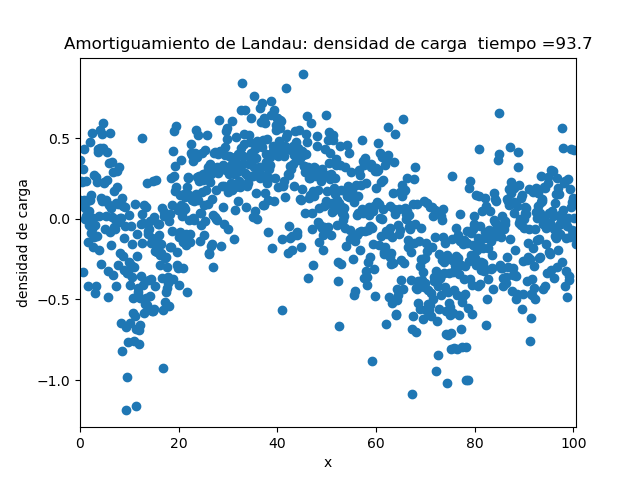 Amortiguamiento de Landau: densidad de carga  tiempo =93.7
densidad de carga
0.5
0.0
−0.5
−1.0
0 20 40 60 80 100
x